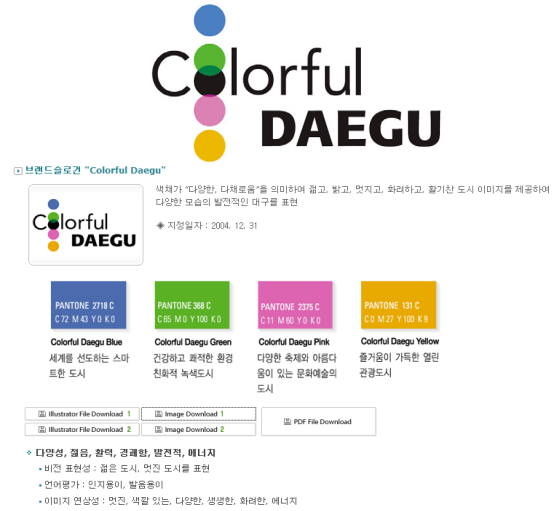 Colorful
DAEGU
브랜드슬로건 "Colorful Daegu"
Colorful
DAEGU
색채가 "다양한, 다채로움"을 의미하여 젊고, 밝고, 멋지고, 화려하고, 활기찬 도시 이미지를 제공하여
다양한 모습의 발전적인 대구를 표현
◈ 지정일자 : 2004. 12. 31
PANTONE 2718 C
C72 M43 Y0 K0
PANTONE 368 C
C65 M0 Y100 K0
PANTONE 2375 C
C11 M60 Y0 K0
PANTONE 131 C
C0 M27 Y100 K9
Colorful Daegu Blue
세계를 선도하는 스마
트한 도시
Colorful Daegu Green
건강하고 쾌적한 환경
친화적 녹색도시
Colorful Daegu Pink
다양한 축제와 아름다
움이 있는 문화예술의
도시
Colorful Daegu Yellow
즐거움이 가득한 열린
관광도시
Illustrator File Download 1
Image Download 1
PDF File Download
Illustrator File Download 2
Image Download 2
다양성, 젊음, 활력, 경쾌함, 발전적, 에너지
비전 표현성 : 젊은 도시, 멋진 도시를 표현
언어평가 : 인지용이, 발음용이
이미지 연상성 : 멋진, 색깔 있는, 다양한, 생생한, 화려한, 에너지